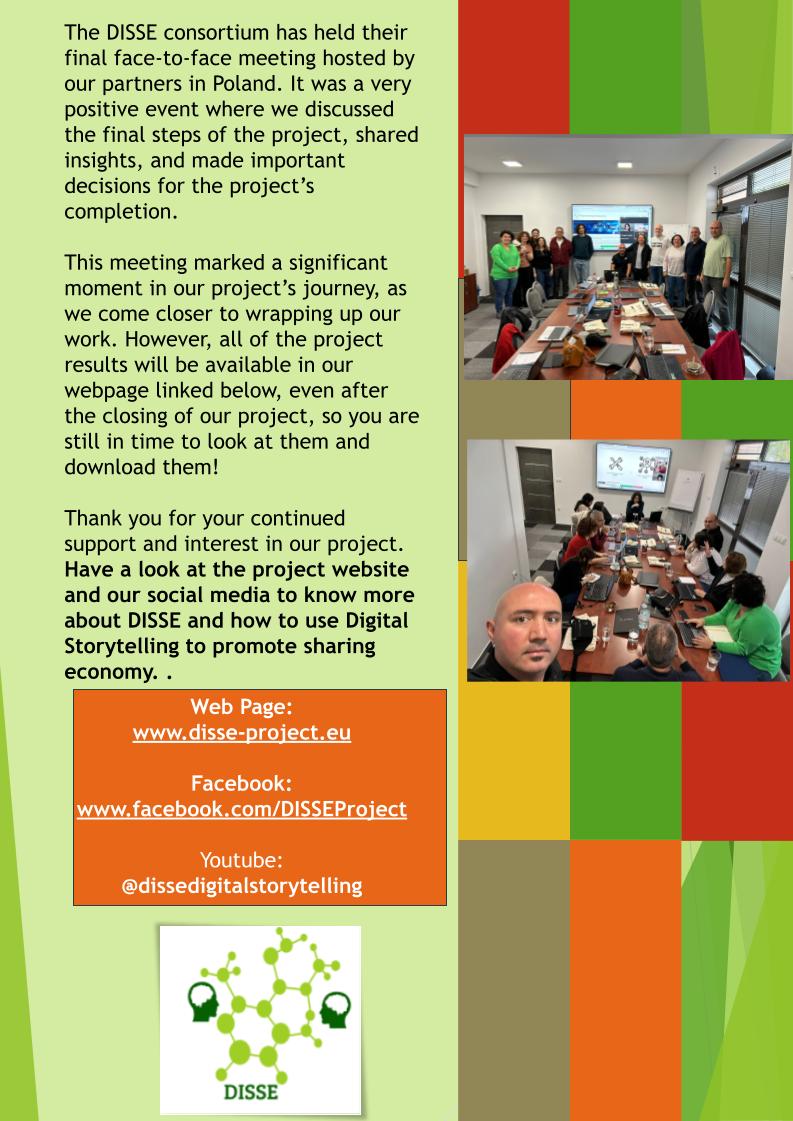 The DISSE consortium has held their
final face-to-face meeting hosted by
our partners in Poland. It was a very
positive event where we discussed
the final steps of the project, shared
insights, and made important
decisions for the project’s
completion.
This meeting marked a significant
moment in our project’s journey, as
we come closer to wrapping up our
work. However, all of the project
results will be available in our
webpage linked below, even after
the closing of our project, so you are
still in time to look at them and
download them!
Thank you for your continued
support and interest in our project.
Have a look at the project website
and our social media to know more
about DISSE and how to use Digital
Storytelling to promote sharing
economy. .
Web Page:
www.disse-project.eu
Facebook:
www.facebook.com/DISSEProject
Youtube:
@dissedigitalstorytelling
DISSE